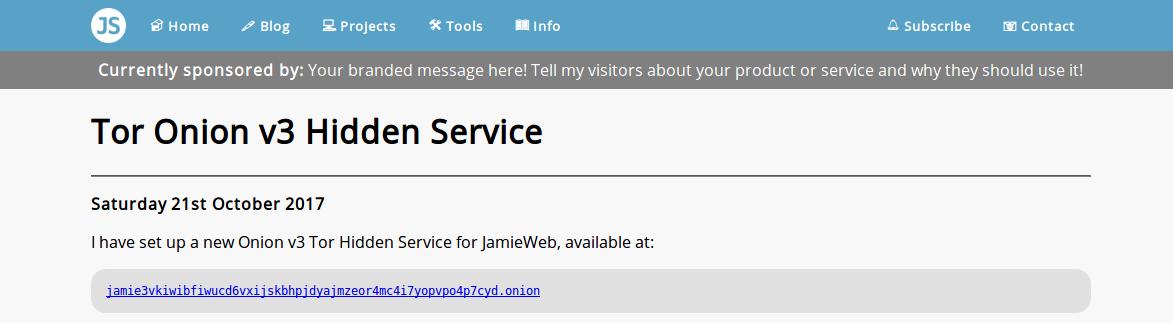 JS Home Blog Projects Tools Info Subscribe Contact
Currently sponsored by: Your branded message here! Tell my visitors about your product or service and why they should use it!
Tor Onion v3 Hidden Service
Saturday 21st October 2017
I have set up a new Onion v3 Tor Hidden Service for JamieWeb, available at:
jamie3vkiwibfiwucd6vxijskbhpjdyajmzeor4mc4i7yopvpo4p7cyd.onion